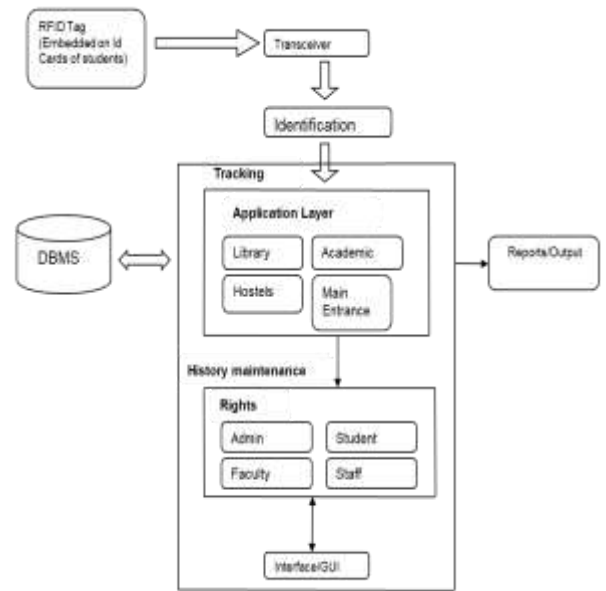 RFID Tag
(Embedded on Id
Cards of students)
Transceiver
Identification
Tracking
Application Layer
Library
Academic
Hostels
Main
Entrance
DBMS
Reports/Output
History maintenance
Rights
Admin
Student
Faculty
Staff
Interface/GUI